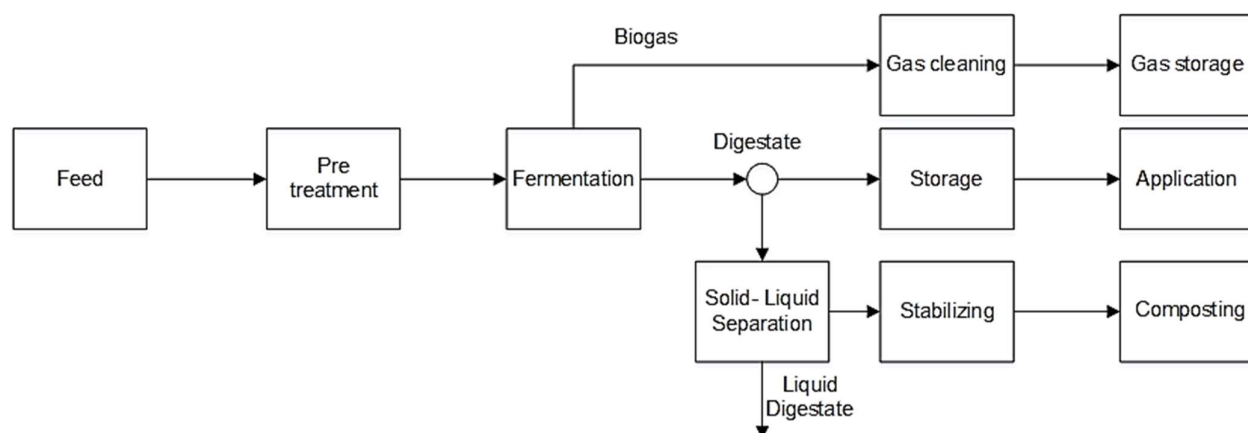 Biogas
Gas cleaning
Gas storage
Feed
Pre
treatment
Fermentation
Digestate
Storage
Application
Solid- Liquid
Separation
Stabilizing
Composting
Liquid
Digestate